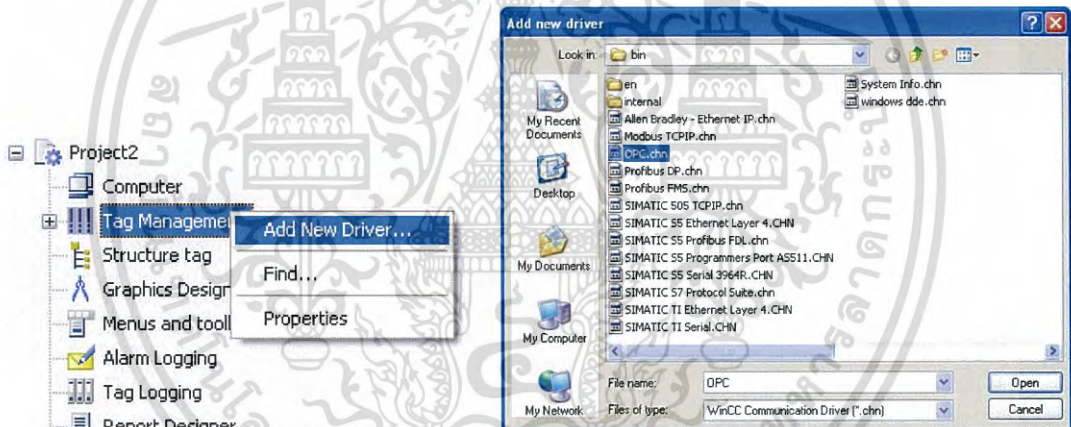 Project2
Computer
Tag Managemen
Structure tag
Graphics Design
Menus and tooll
Alarm Logging
Tag Logging
Report Designer
Add New Driver...
Find...
Properties
Add new driver
Look in: bin
My Recent Documents
Desktop
My Documents
My Computer
My Network
en
internal
Allen Bradley - Ethernet IP.chn
Modbus TCPIP.chn
OPC.chn
Profibus DP.chn
Profibus FMS.chn
SIMATIC 505 TCPIP.chn
SIMATIC S5 Ethernet Layer 4.CHN
SIMATIC S5 Profibus FDL.chn
SIMATIC S5 Programmers Port AS511.CHN
SIMATIC S5 Serial 3964R.CHN
SIMATIC S7 Protocol Suite.chn
SIMATIC TI Ethernet Layer 4.CHN
SIMATIC TI Serial.CHN
System Info.chn
windows dde.chn
File name: OPC
Open
Files of type: WinCC Communication Driver (*.chn)
Cancel